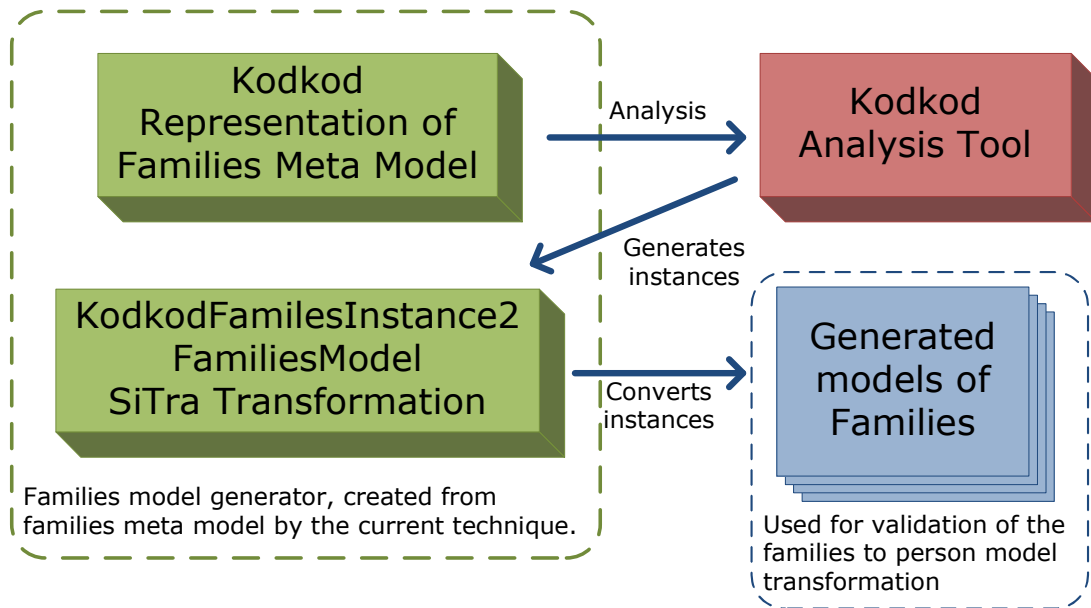 Kodkod
Representation of
Families Meta Model
Analysis
Kodkod
Analysis Tool
Generates
instances
KodkodFamilesInstance2
FamiliesModel
SiTra Transformation
Converts
instances
Generated
models of
Families
Families model generator, created from
families meta model by the current technique.
Used for validation of the
families to person model
transformation